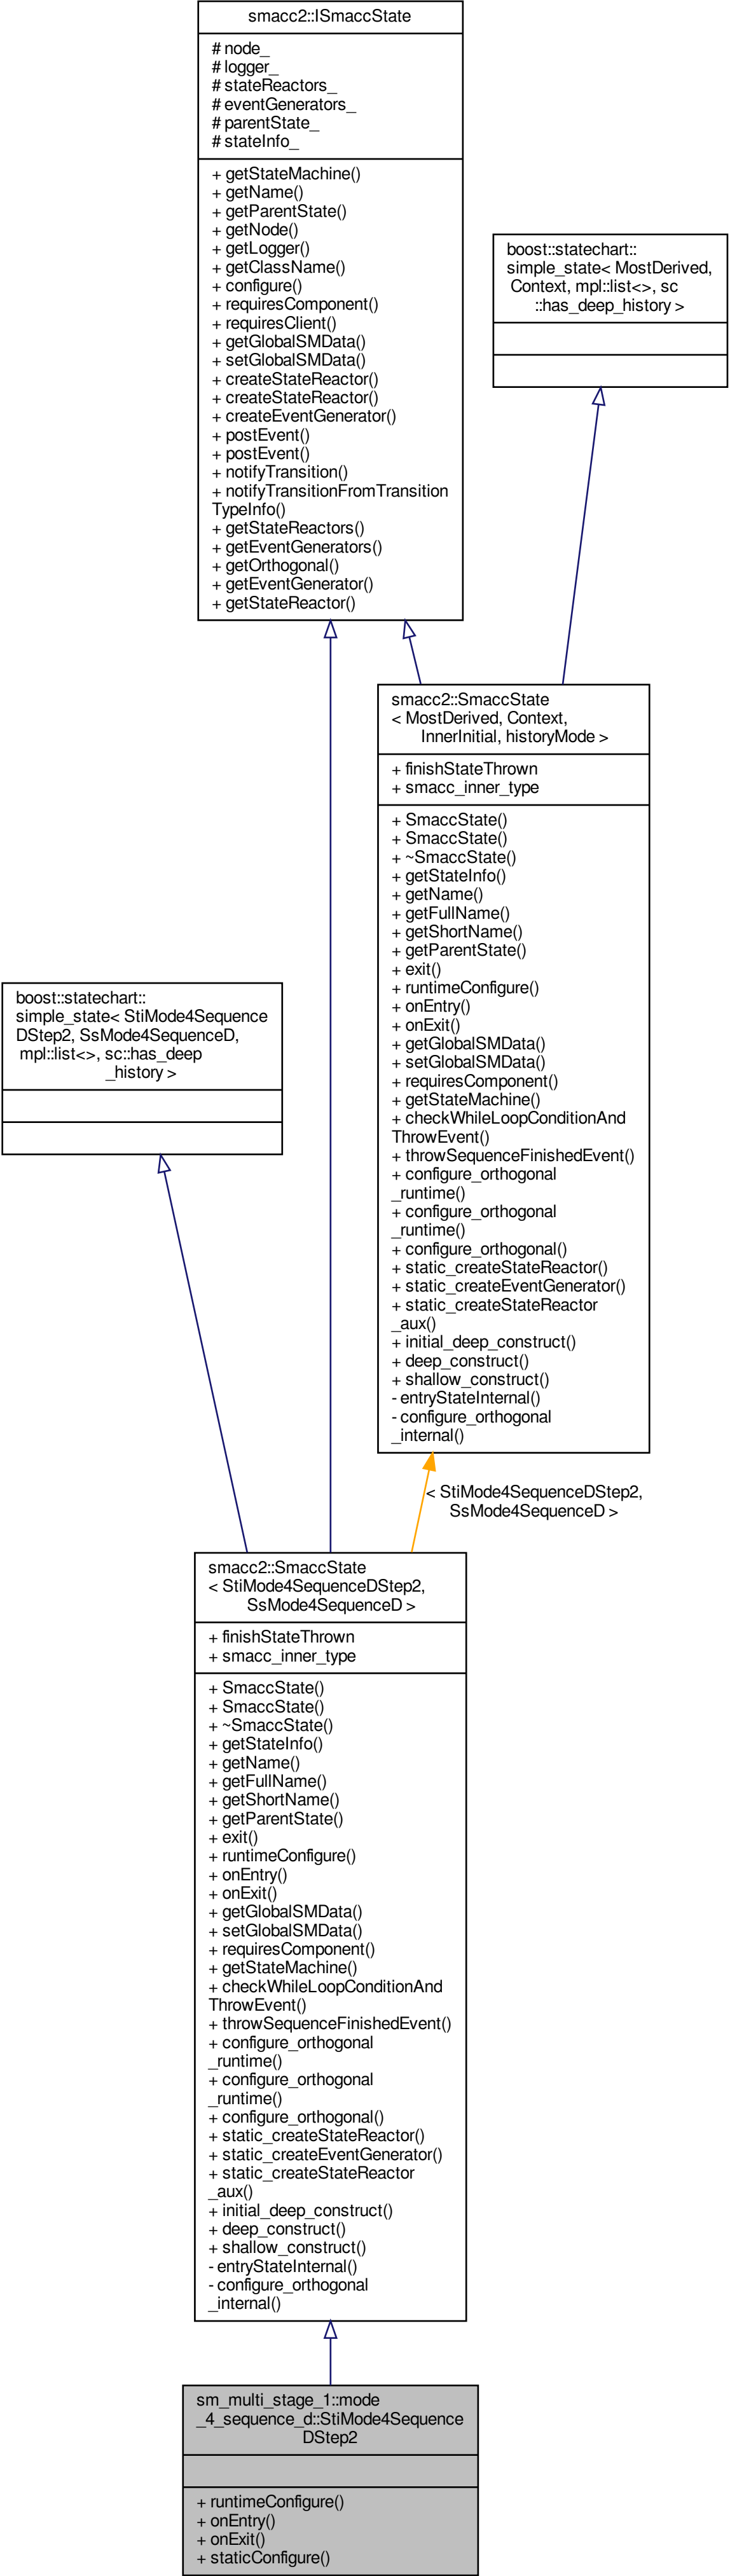 smacc2::ISmaccState
# node_
# logger_
# stateReactors_
# eventGenerators_
# parentState_
# stateInfo_
+ getStateMachine()
+ getName()
+ getParentState()
+ getNode()
+ getLogger()
+ getClassName()
+ configure()
+ requiresComponent()
+ requiresClient()
+ getGlobalSMData()
+ setGlobalSMData()
+ createStateReactor()
+ createStateReactor()
+ createEventGenerator()
+ postEvent()
+ postEvent()
+ notifyTransition()
+ notifyTransitionFromTransition
TypeInfo()
+ getStateReactors()
+ getEventGenerators()
+ getOrthogonal()
+ getEventGenerator()
+ getStateReactor()
boost::statechart::
simple_state< MostDerived,
Context, mpl::list<>, sc
::has_deep_history >
smacc2::SmaccState
< MostDerived, Context,
InnerInitial, historyMode >
+ finishStateThrown
+ smacc_inner_type
+ SmaccState()
+ SmaccState()
+ ~SmaccState()
+ getStateInfo()
+ getName()
+ getFullName()
+ getShortName()
+ getParentState()
+ exit()
+ runtimeConfigure()
+ onEntry()
+ onExit()
+ getGlobalSMData()
+ setGlobalSMData()
+ requiresComponent()
+ getStateMachine()
+ checkWhileLoopConditionAnd
ThrowEvent()
+ throwSequenceFinishedEvent()
+ configure_orthogonal
_runtime()
+ configure_orthogonal
_runtime()
+ configure_orthogonal()
+ static_createStateReactor()
+ static_createEventGenerator()
+ static_createStateReactor
_aux()
+ initial_deep_construct()
+ deep_construct()
+ shallow_construct()
- entryStateInternal()
- configure_orthogonal
_internal()
boost::statechart::
simple_state< StiMode4Sequence
DStep2, SsMode4SequenceD,
mpl::list<>, sc::has_deep
_history >
< StiMode4SequenceDStep2,
SsMode4SequenceD >
smacc2::SmaccState
< StiMode4SequenceDStep2,
SsMode4SequenceD >
+ finishStateThrown
+ smacc_inner_type
+ SmaccState()
+ SmaccState()
+ ~SmaccState()
+ getStateInfo()
+ getName()
+ getFullName()
+ getShortName()
+ getParentState()
+ exit()
+ runtimeConfigure()
+ onEntry()
+ onExit()
+ getGlobalSMData()
+ setGlobalSMData()
+ requiresComponent()
+ getStateMachine()
+ checkWhileLoopConditionAnd
ThrowEvent()
+ throwSequenceFinishedEvent()
+ configure_orthogonal
_runtime()
+ configure_orthogonal
_runtime()
+ configure_orthogonal()
+ static_createStateReactor()
+ static_createEventGenerator()
+ static_createStateReactor
_aux()
+ initial_deep_construct()
+ deep_construct()
+ shallow_construct()
- entryStateInternal()
- configure_orthogonal
_internal()
sm_multi_stage_1::mode
_4_sequence_d::StiMode4Sequence
DStep2
+ runtimeConfigure()
+ onEntry()
+ onExit()
+ staticConfigure()